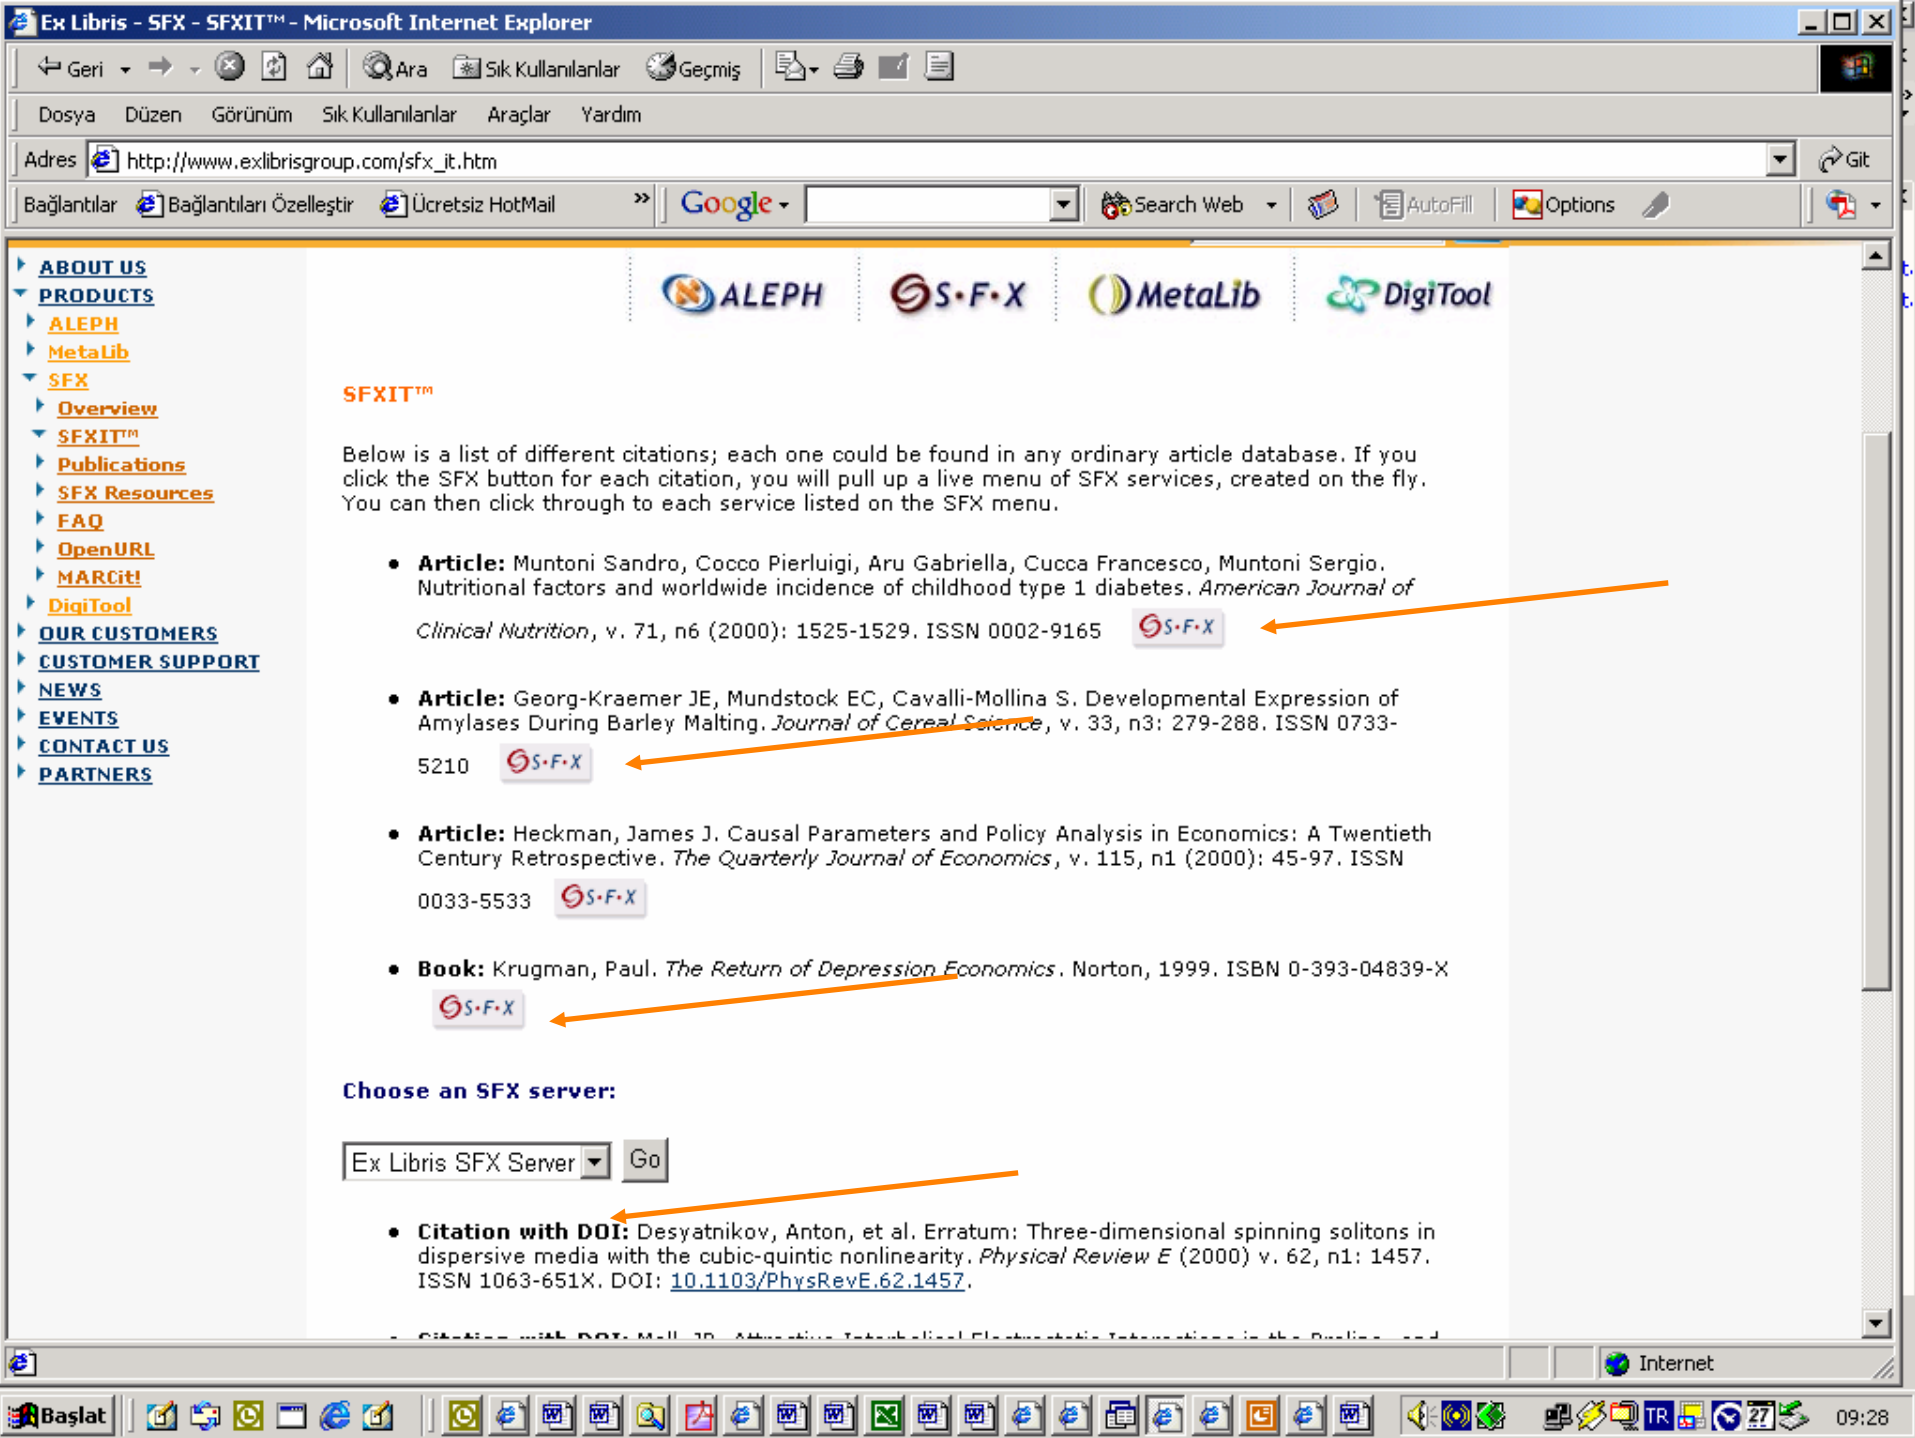 Ex Libris - SFX - SFXIT™ - Microsoft Internet Explorer
Geri Ara Sık Kullanılanlar Geçmiş
Dosya Düzen Görünüm Sık Kullanılanlar Araçlar Yardım
Adres http://www.exlibrisgroup.com/sfx_it.htm Git
Bağlantılar Bağlantıları Özelleştir Ücretsiz HotMail » Google Search Web AutoFill Options
ALEPH S·F·X MetaLib DigiTool
ABOUT US
PRODUCTS
ALEPH
MetaLib
SFX
Overview
SFXIT™
Publications
SFX Resources
FAQ
OpenURL
MARCit!
DigiTool
OUR CUSTOMERS
CUSTOMER SUPPORT
NEWS
EVENTS
CONTACT US
PARTNERS
SFXIT™
Below is a list of different citations; each one could be found in any ordinary article database. If you
click the SFX button for each citation, you will pull up a live menu of SFX services, created on the fly.
You can then click through to each service listed on the SFX menu.
• Article: Muntoni Sandro, Cocco Pierluigi, Aru Gabriella, Cucca Francesco, Muntoni Sergio.
Nutritional factors and worldwide incidence of childhood type 1 diabetes. American Journal of
Clinical Nutrition, v. 71, n6 (2000): 1525-1529. ISSN 0002-9165 S·F·X
• Article: Georg-Kraemer JE, Mundstock EC, Cavalli-Mollina S. Developmental Expression of
Amylases During Barley Malting. Journal of Cereal Science, v. 33, n3: 279-288. ISSN 0733-
5210 S·F·X
• Article: Heckman, James J. Causal Parameters and Policy Analysis in Economics: A Twentieth
Century Retrospective. The Quarterly Journal of Economics, v. 115, n1 (2000): 45-97. ISSN
0033-5533 S·F·X
• Book: Krugman, Paul. The Return of Depression Economics. Norton, 1999. ISBN 0-393-04839-X
S·F·X
Choose an SFX server:
Ex Libris SFX Server Go
• Citation with DOI: Desyatnikov, Anton, et al. Erratum: Three-dimensional spinning solitons in
dispersive media with the cubic-quintic nonlinearity. Physical Review E (2000) v. 62, n1: 1457.
ISSN 1063-651X. DOI: 10.1103/PhysRevE.62.1457.
• Citation with DOI:
Internet
Başlat TR 27 09:28